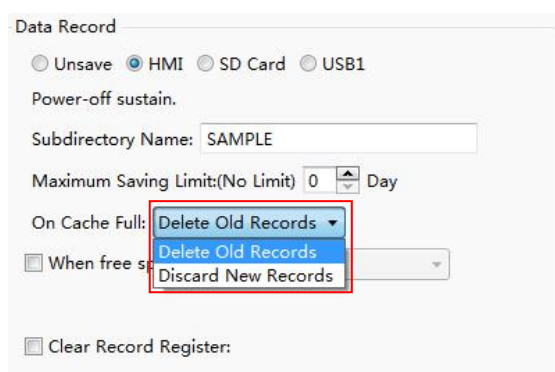 Data Record
Unsave HMI SD Card USB1
Power-off sustain.
Subdirectory Name: SAMPLE
Maximum Saving Limit:(No Limit) 0 Day
On Cache Full: Delete Old Records
Delete Old Records
When free sp
Discard New Records
Clear Record Register: